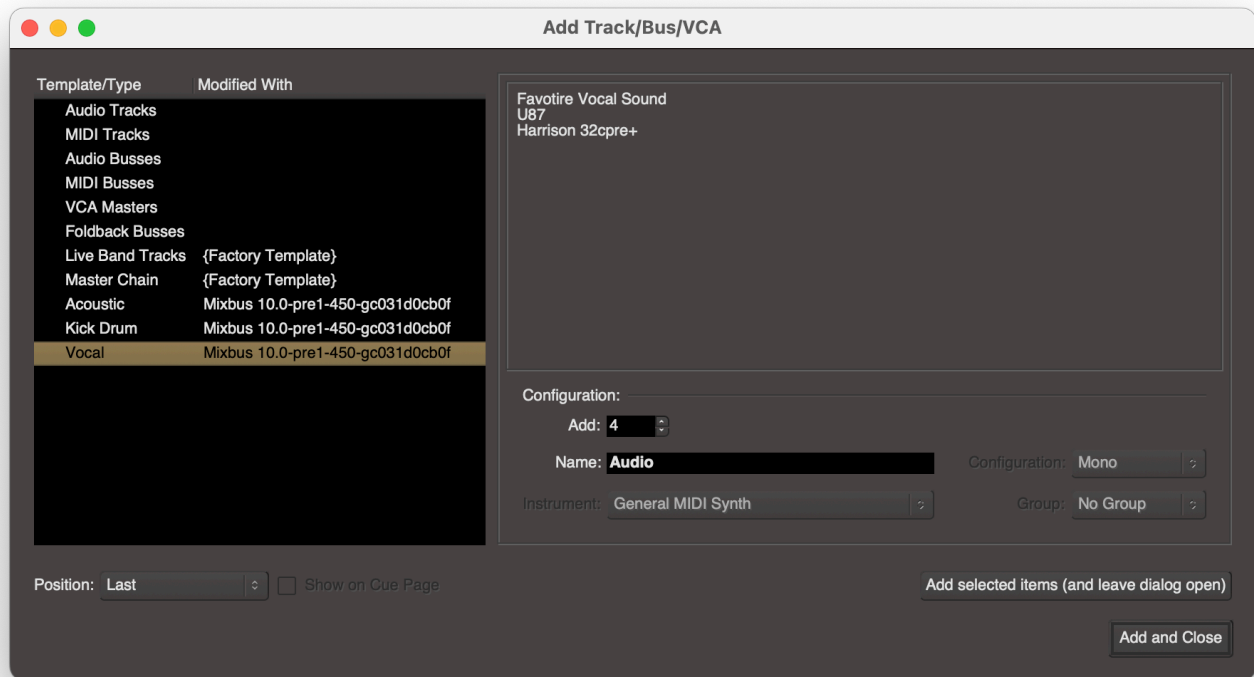 Add Track/Bus/VCA
Template/Type Modified With
Audio Tracks
MIDI Tracks
Audio Busses
MIDI Busses
VCA Masters
Foldback Busses
Live Band Tracks {Factory Template}
Master Chain {Factory Template}
Acoustic Mixbus 10.0-pre1-450-gc031d0cb0f
Kick Drum Mixbus 10.0-pre1-450-gc031d0cb0f
Vocal Mixbus 10.0-pre1-450-gc031d0cb0f
Favotire Vocal Sound
U87
Harrison 32cpre+
Configuration:
Add: 4
Name: Audio Configuration: Mono
Instrument: General MIDI Synth Group: No Group
Position: Last Show on Cue Page Add selected items (and leave dialog open)
Add and Close